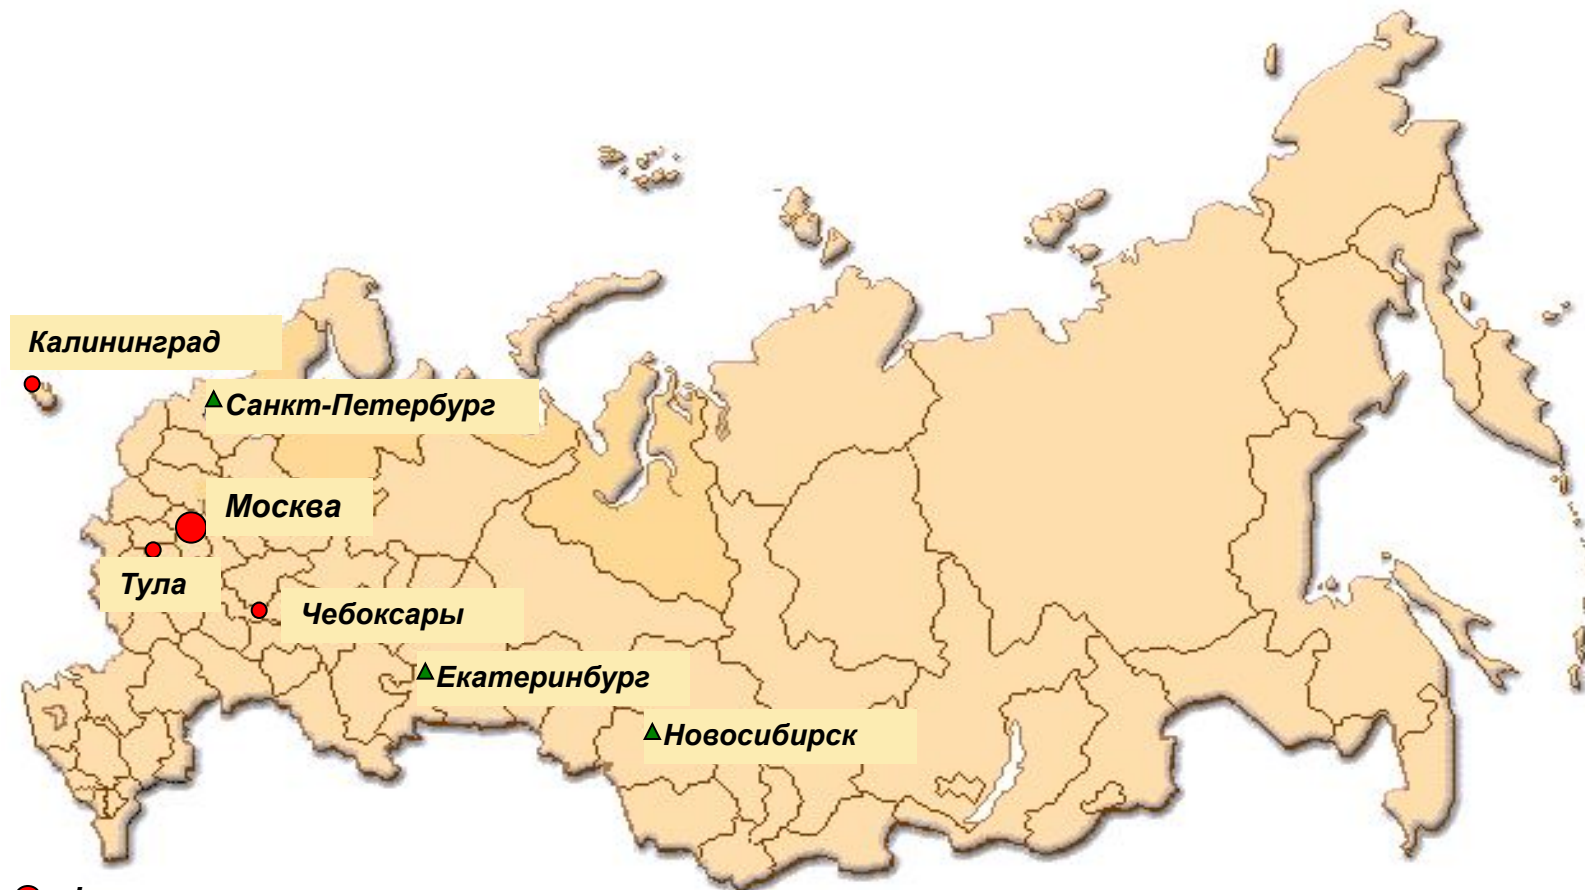 Калининград
Санкт-Петербург
Москва
Тула
Чебоксары
Екатеринбург
Новосибирск